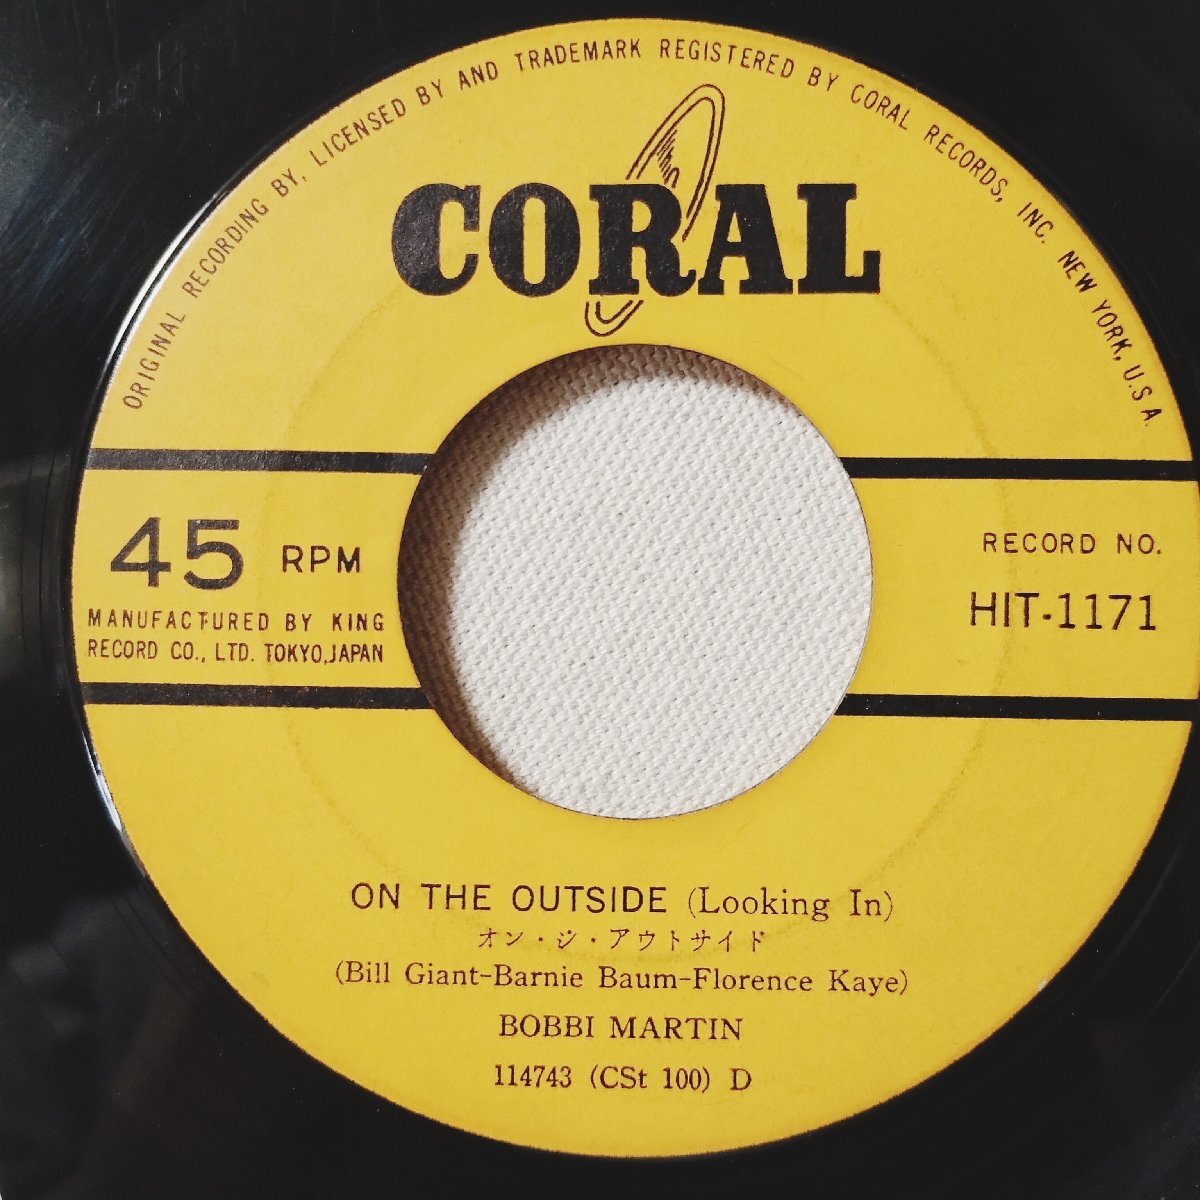 ORIGINAL RECORDING BY, LICENSED BY AND TRADEMARK REGISTERED BY CORAL RECORDS, INC. NEW YORK, U.S.A.
CORAL
45 RPM
MANUFACTURED BY KING
RECORD CO., LTD. TOKYO, JAPAN
RECORD NO.
HIT-1171
ON THE OUTSIDE (Looking In)
オン・ジ・アウトサイド
(Bill Giant-Barnie Baum-Florence Kaye)
BOBBI MARTIN
114743 (CSt 100) D